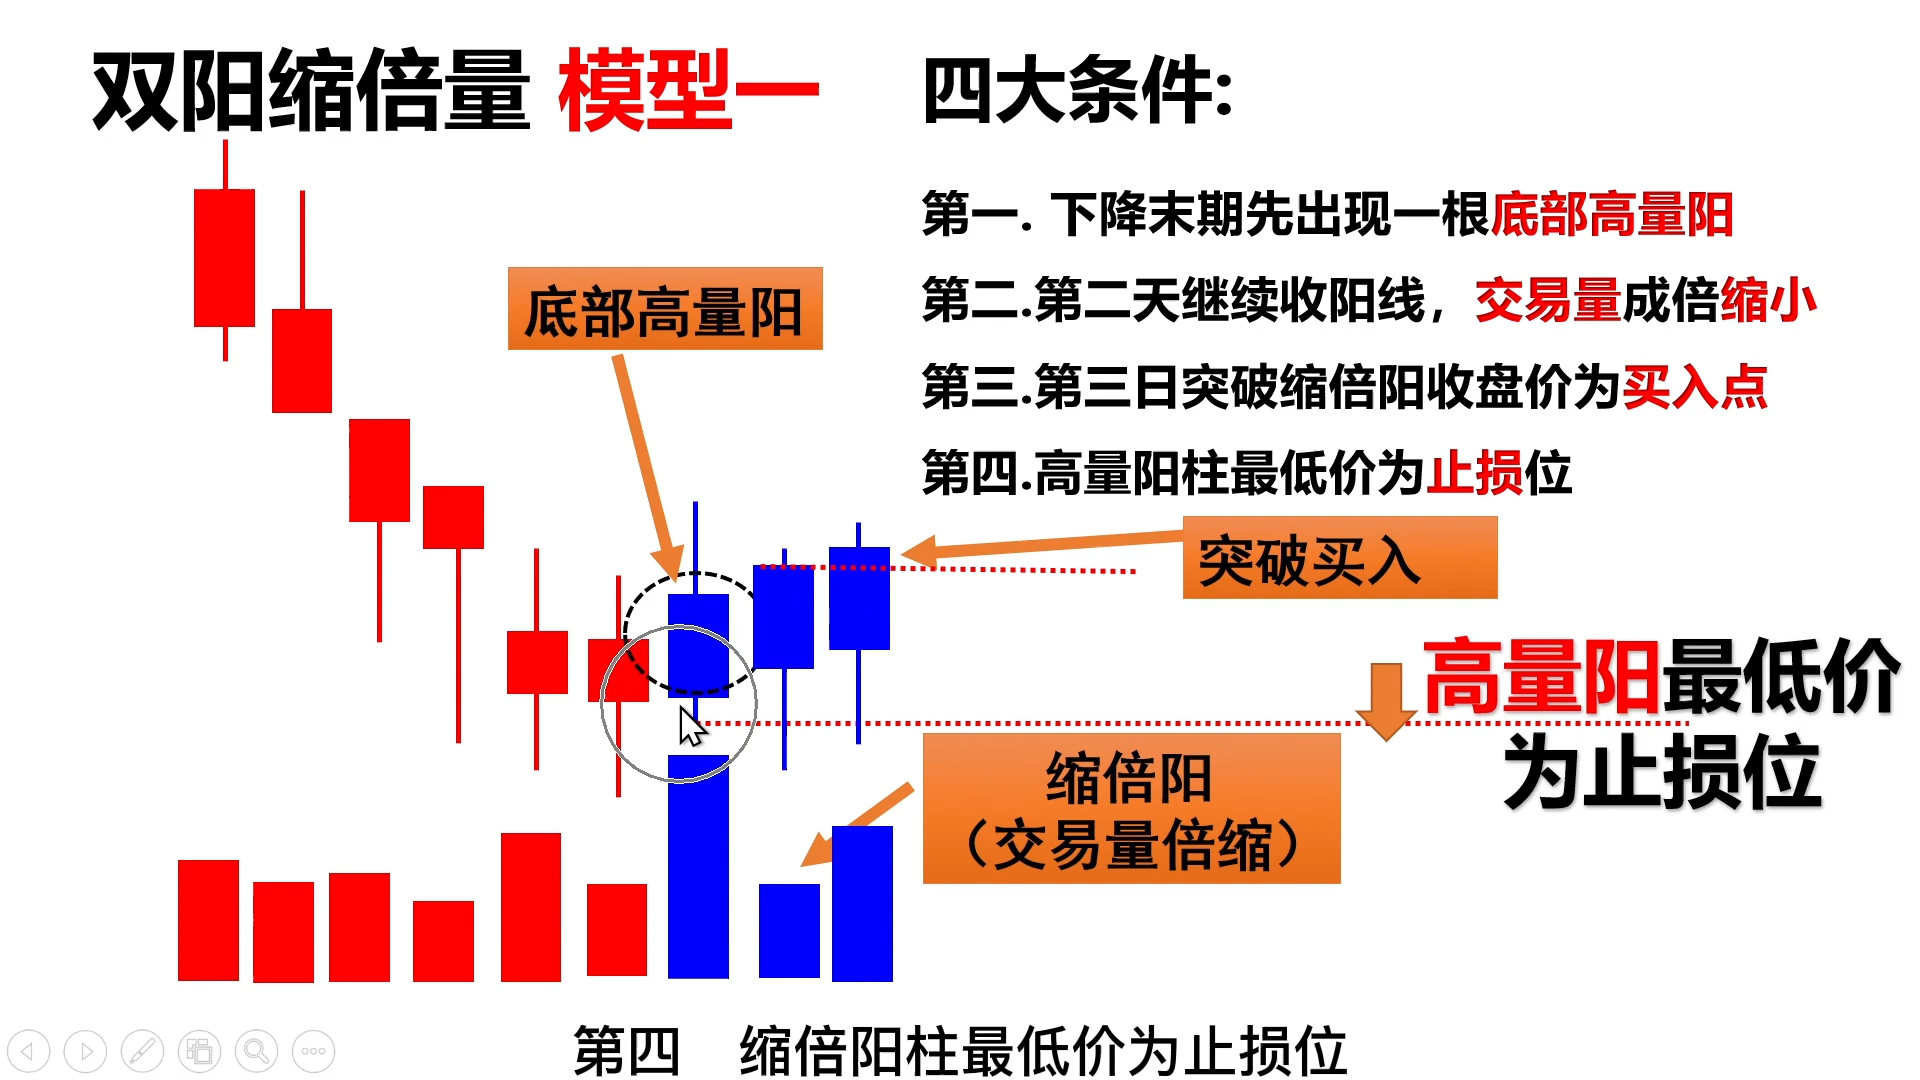 双阳缩倍量 模型一
四大条件:
第一. 下降末期先出现一根底部高量阳
第二.第二天继续收阳线，交易量成倍缩小
第三.第三日突破缩倍阳收盘价为买入点
第四.高量阳柱最低价为止损位
底部高量阳
突破买入
高量阳最低价
为止损位
缩倍阳
（交易量倍缩）
第四 缩倍阳柱最低价为止损位